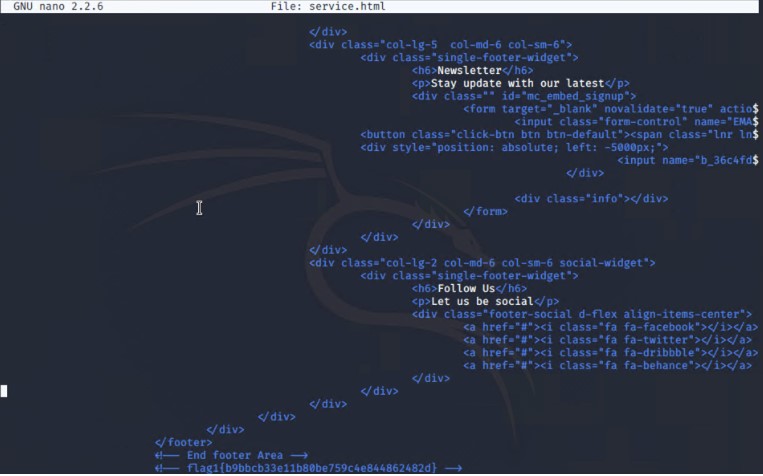 GNU nano 2.2.6 File: service.html
</div>
<div class="col-lg-5  col-md-6 col-sm-6">
<div class="single-footer-widget">
<h6>Newsletter</h6>
<p>Stay update with our latest</p>
<div class="" id="mc_embed_signup">
<form target="_blank" novalidate="true" actio$
<input class="form-control" name="EMA$
<button class="click-btn btn btn-default"><span class="lnr ln$
<div style="position: absolute; left: -5000px;">
<input name="b_36c4fd$
</div>
<div class="info"></div>
</form>
</div>
</div>
</div>
<div class="col-lg-2 col-md-6 col-sm-6 social-widget">
<div class="single-footer-widget">
<h6>Follow Us</h6>
<p>Let us be social</p>
<div class="footer-social d-flex align-items-center">
<a href="#"><i class="fa fa-facebook"></i></a>
<a href="#"><i class="fa fa-twitter"></i></a>
<a href="#"><i class="fa fa-dribbble"></i></a>
<a href="#"><i class="fa fa-behance"></i></a>
</div>
</div>
</div>
</div>
</div>
</footer>
<!-- End footer Area -->
<!-- flag1{b9bbcb33e11b80be759c4e844862482d} -->